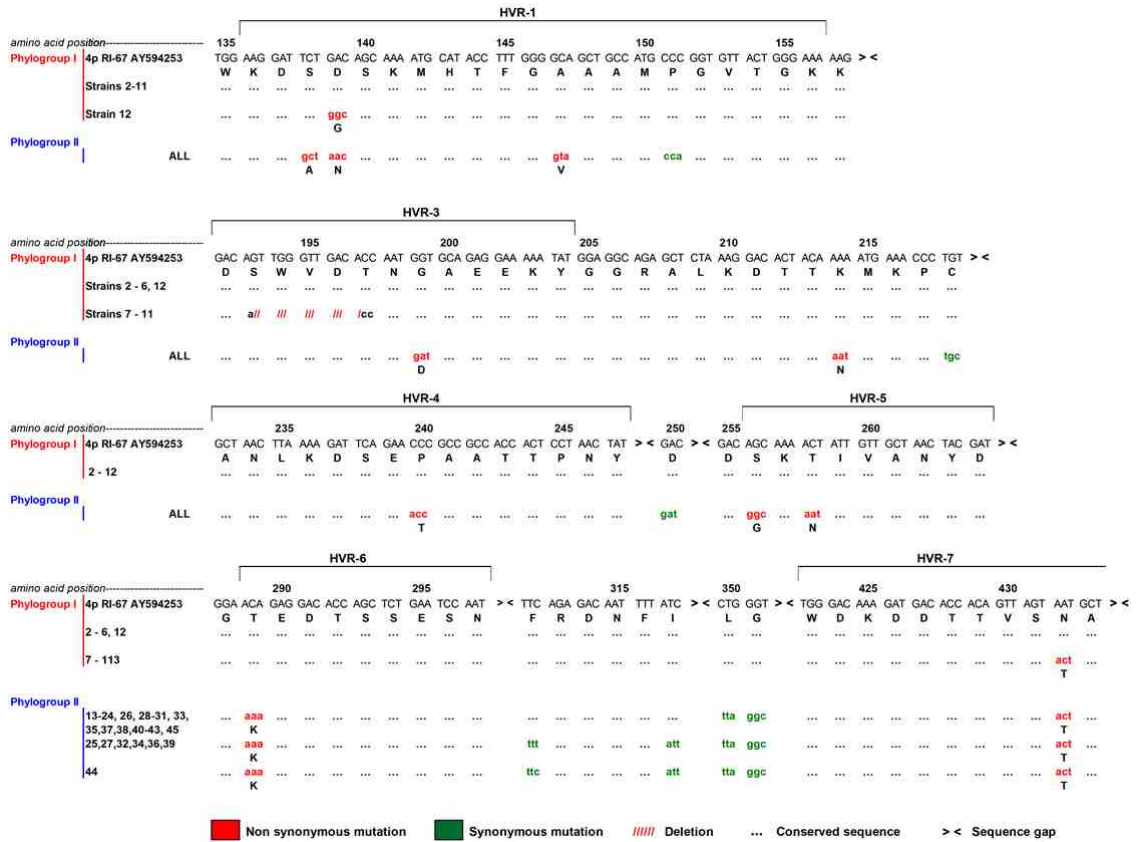 HVR-1
amino acid position 135 140 145 150 155
Phylogroup I 4p RI-67 AY594253 TGG AAG GAT TCT GAC AGC AAA ATG CAT ACC TTT GGG GCA GCT GCC ATG CCC GGT GTT ACT GGG AAA AAG > <
W K D S D S K M H T F G A A A M P G V T G K K
Strains 2-11 ... ... ... ... ... ... ... ... ... ... ... ... ... ... ... ... ... ... ... ... ... ... ...
Strain 12 ... ... ... ... ggc ... ... ... ... ... ... ... ... ... ... ... ... ... ... ... ... ... ...
G
Phylogroup II
ALL ... ... ... gct aac ... ... ... ... ... ... ... gta ... ... ... cca ... ... ... ... ... ...
A N V
HVR-3
amino acid position 195 200 205 210 215
Phylogroup I 4p RI-67 AY594253 GAC AGT TGG GTT GAC ACC AAT GGT GCA GAG GAA AAA TAT GGA GGC AGA GCT CTA AAG GAC ACT ACA AAA ATG AAA CCC TGT > <
D S W V D T N G A E E K Y G G R A L K D T T K M K P C
Strains 2 - 6, 12 ... ... ... ... ... ... ... ... ... ... ... ... ... ... ... ... ... ... ... ... ... ... ... ... ... ... ...
Strains 7 - 11 ... a// /// /// /// /cc ... ... ... ... ... ... ... ... ... ... ... ... ... ... ... ... ... ... ... ... ...
Phylogroup II
ALL ... ... ... ... ... ... ... gat ... ... ... ... ... ... ... ... ... ... ... ... ... ... aat ... ... ... tgc
D N
HVR-4 HVR-5
amino acid position 235 240 245 250 255 260
Phylogroup I 4p RI-67 AY594253 GCT AAC TTA AAA GAT TCA GAA CCC GCC GCC ACC ACT CCT AAC TAT > < GAC > < GAC AGC AAA ACT ATT GTT GCT AAC TAC GAT > <
A N L K D S E P A A T T P N Y D D S K T I V A N Y D
2 - 12 ... ... ... ... ... ... ... ... ... ... ... ... ... ... ... ... ... ... ... ... ... ... ... ... ... ...
Phylogroup II
ALL ... ... ... ... ... ... ... acc ... ... ... ... ... ... ... gat ... ggc ... aat ... ... ... ... ... ...
T G N
HVR-6 HVR-7
amino acid position 290 295 315 350 425 430
Phylogroup I 4p RI-67 AY594253 GGA ACA GAG GAC ACC AGC TCT GAA TCC AAT > < TTC AGA GAC AAT TTT ATC > < CTG GGT > < TGG GAC AAA GAT GAC ACC ACA GTT AGT AAT GCT > <
G T E D T S S E S N F R D N F I L G W D K D D T T V S N A
2 - 6, 12 ... ... ... ... ... ... ... ... ... ... ... ... ... ... ... ... ... ... ... ... ... ... ... ... ... ... ... ... ...
7 - 113 ... ... ... ... ... ... ... ... ... ... ... ... ... ... ... ... ... ... ... ... ... ... ... ... ... ... ... act ...
T
Phylogroup II
13-24, 26, 28-31, 33, ... aaa ... ... ... ... ... ... ... ... ... ... ... ... ... ... tta ggc ... ... ... ... ... ... ... ... ... act ...
35,37,38,40-43, 45 K T
25,27,32,34,36,39 ... aaa ... ... ... ... ... ... ... ... ttt ... ... ... ... att tta ggc ... ... ... ... ... ... ... ... ... act ...
K T
44 ... aaa ... ... ... ... ... ... ... ... ttc ... ... ... ... att tta ggc ... ... ... ... ... ... ... ... ... act ...
K T
Non synonymous mutation Synonymous mutation ////// Deletion ... Conserved sequence > < Sequence gap